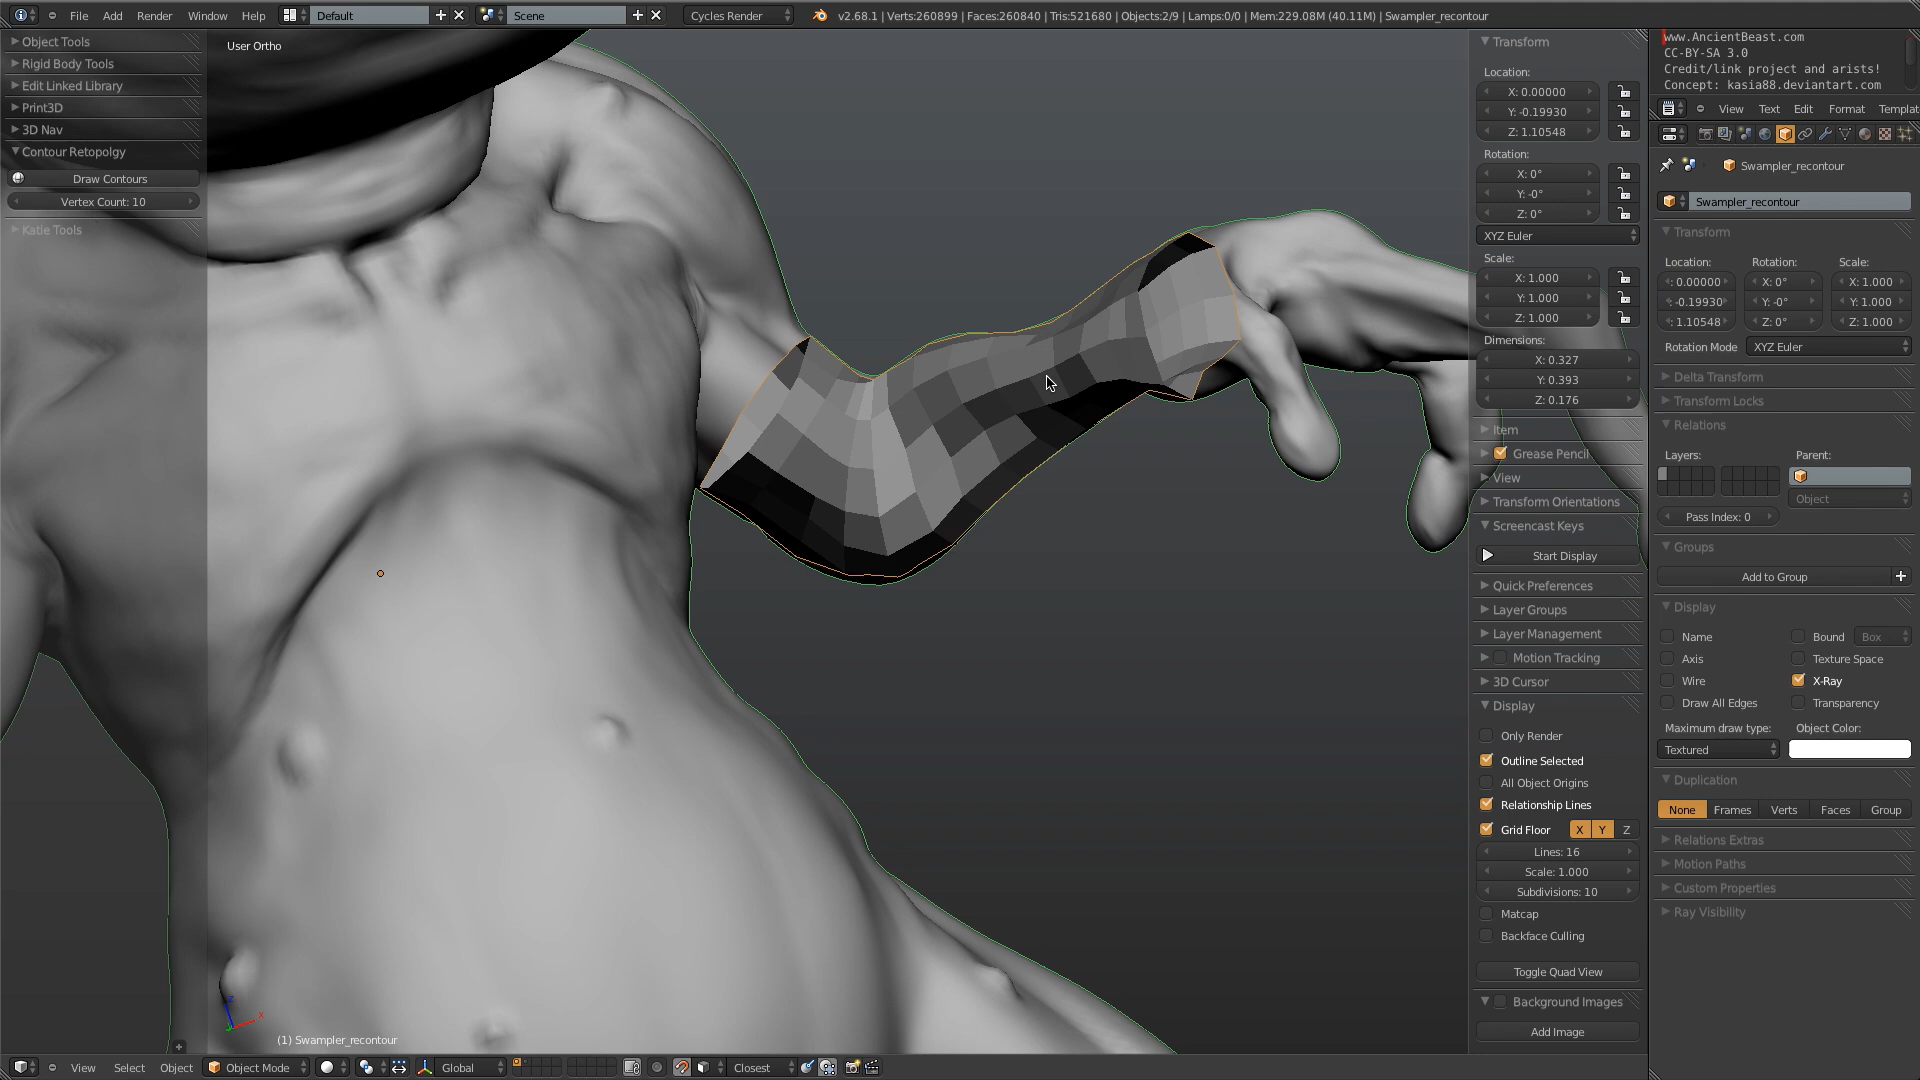 File Add Render Window Help Default Scene Cycles Render v2.68.1 | Verts:260899 | Faces:260840 | Tris:521680 | Objects:2/9 | Lamps:0/0 | Mem:229.08M (40.11M) | Swampler_recontour
Object Tools
Rigid Body Tools
Edit Linked Library
Print3D
3D Nav
Contour Retopolgy
Draw Contours
Vertex Count: 10
Katie Tools
User Ortho
(1) Swampler_recontour
Transform
Location:
X: 0.00000
Y: -0.19930
Z: 1.10548
Rotation:
X: 0°
Y: -0°
Z: 0°
XYZ Euler
Scale:
X: 1.000
Y: 1.000
Z: 1.000
Dimensions:
X: 0.327
Y: 0.393
Z: 0.176
Item
Grease Pencil
View
Transform Orientations
Screencast Keys
Start Display
Quick Preferences
Layer Groups
Layer Management
Motion Tracking
3D Cursor
Display
Only Render
Outline Selected
All Object Origins
Relationship Lines
Grid Floor X Y Z
Lines: 16
Scale: 1.000
Subdivisions: 10
Matcap
Backface Culling
Toggle Quad View
Background Images
Add Image
www.AncientBeast.com
CC-BY-SA 3.0
Credit/link project and arists!
Concept: kasia88.deviantart.com
View Text Edit Format Templat
Swampler_recontour
Swampler_recontour
Transform
Location: Rotation: Scale:
: 0.00000 X: 0° X: 1.000
: -0.19930 Y: -0° Y: 1.000
: 1.10548 Z: 0° Z: 1.000
Rotation Mode XYZ Euler
Delta Transform
Transform Locks
Relations
Layers: Parent:
Object
Pass Index: 0
Groups
Add to Group
Display
Name Bound Box
Axis Texture Space
Wire X-Ray
Draw All Edges Transparency
Maximum draw type: Object Color:
Textured
Duplication
None Frames Verts Faces Group
Relations Extras
Motion Paths
Custom Properties
Ray Visibility
View Select Object Object Mode Global Closest
z
x